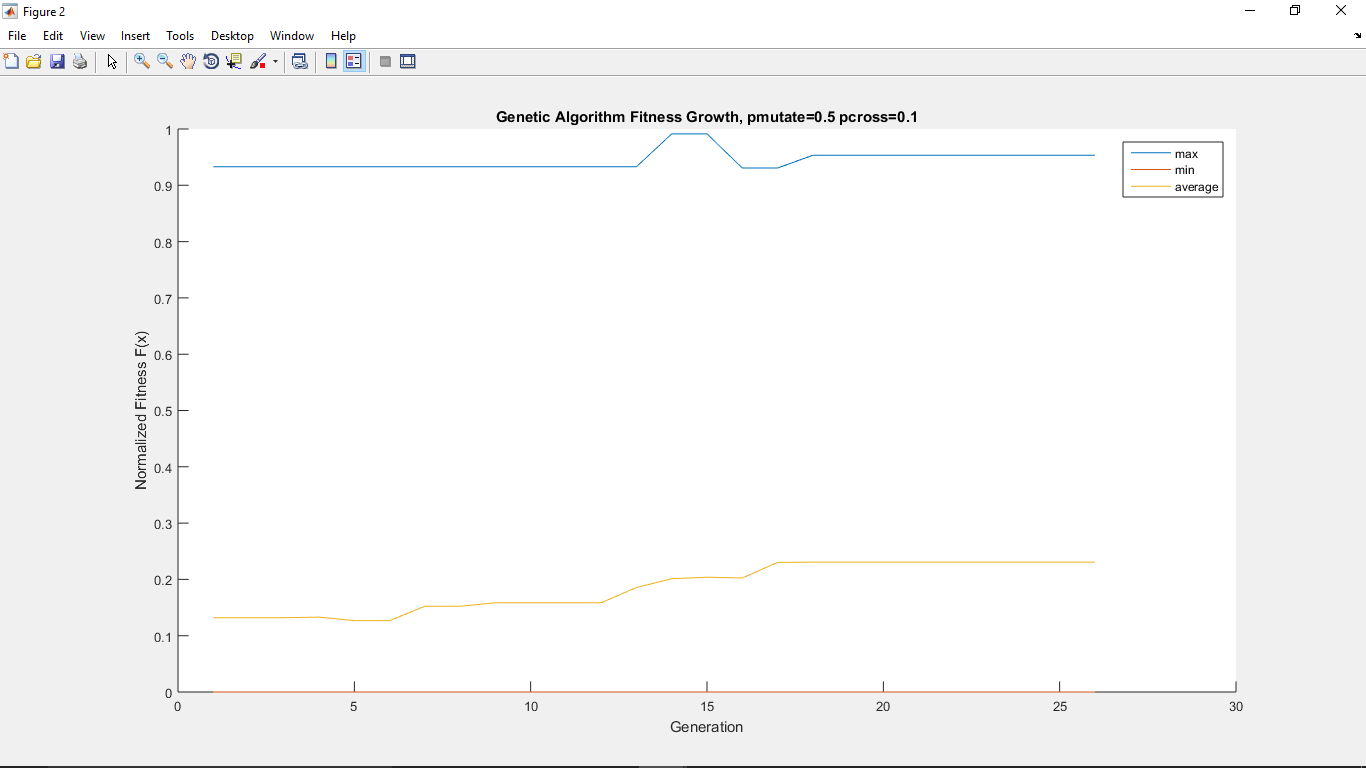 Figure 2
File Edit View Insert Tools Desktop Window Help
Genetic Algorithm Fitness Growth, pmutate=0.5 pcross=0.1
1
0.9
0.8
0.7
0.6
0.5
0.4
0.3
0.2
0.1
0
Normalized Fitness F(x)
max
min
average
0 5 10 15 20 25 30
Generation